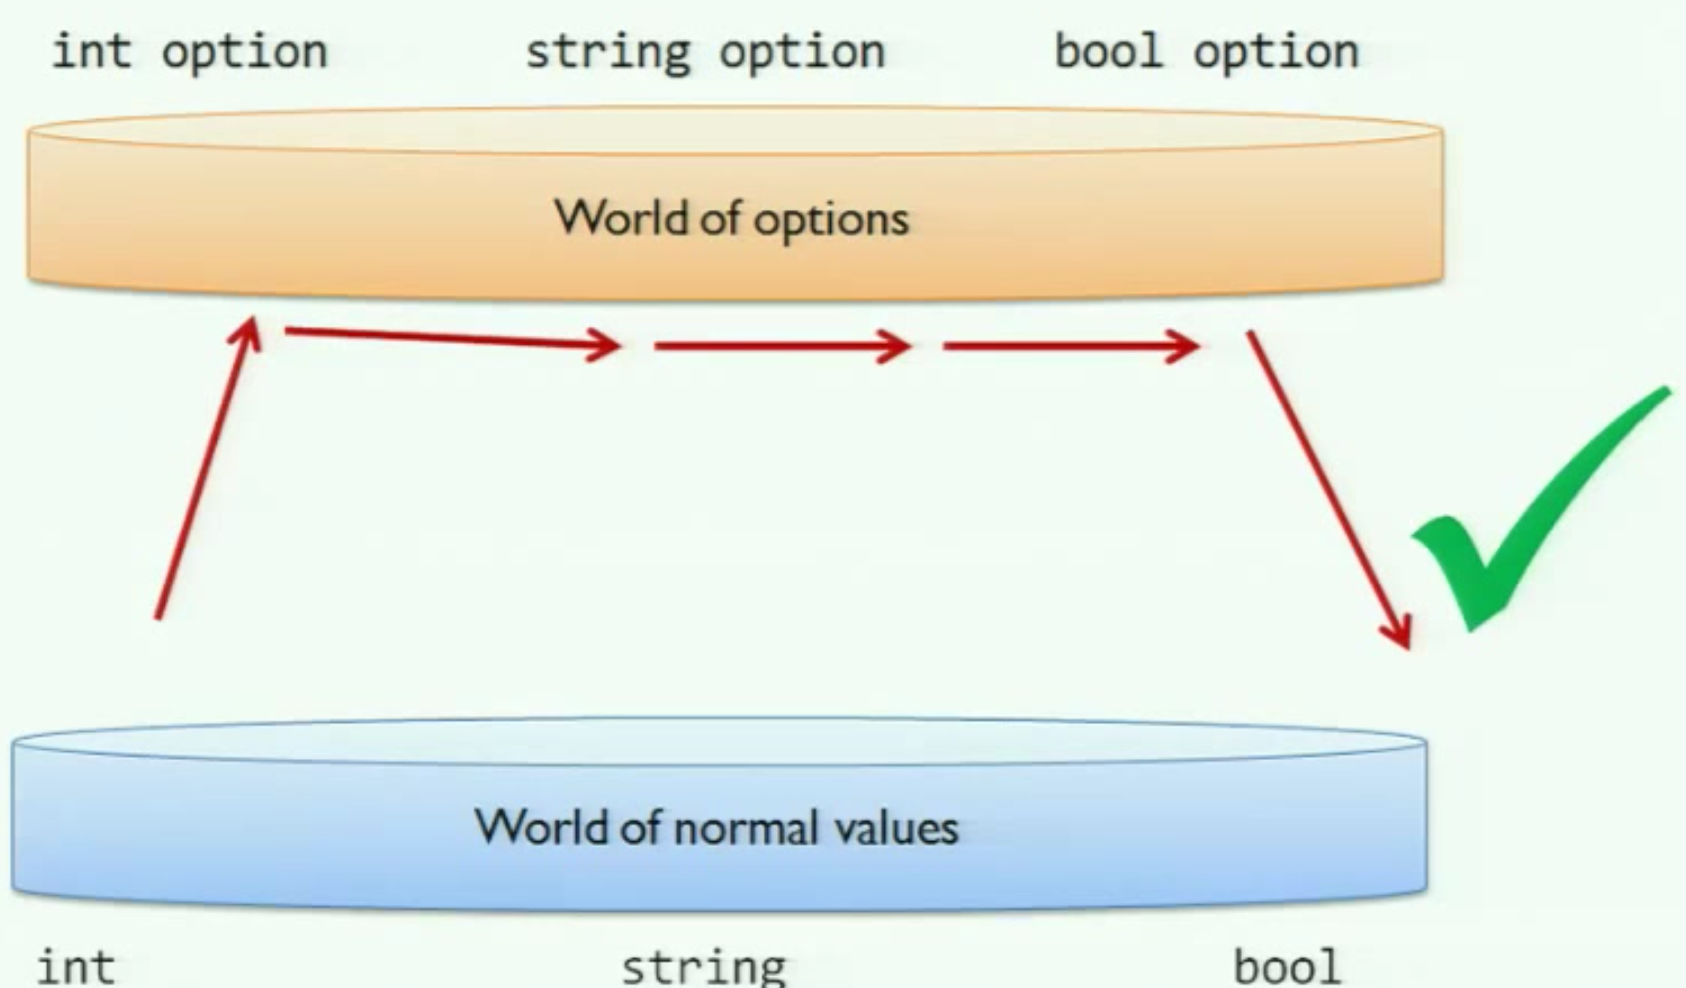 int option string option bool option
World of options
World of normal values
int string bool